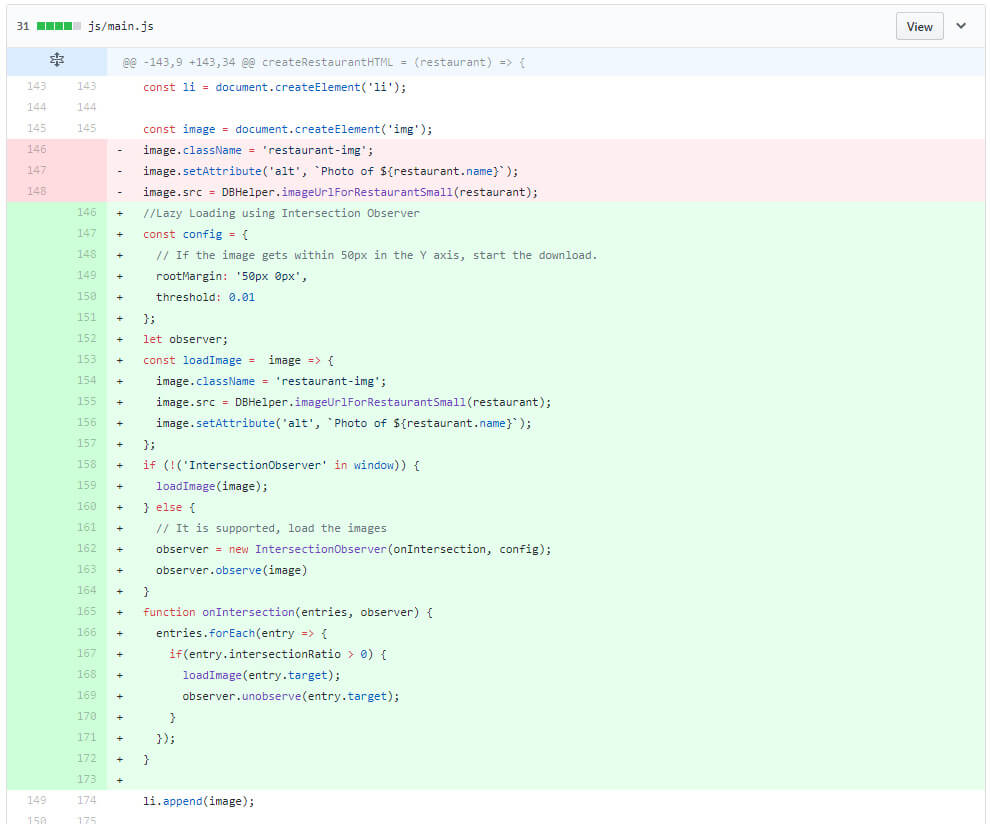 31 js/main.js View
@@ -143,9 +143,34 @@ createRestaurantHTML = (restaurant) => {
143 143 const li = document.createElement('li');
144 144
145 145 const image = document.createElement('img');
146 - image.className = 'restaurant-img';
147 - image.setAttribute('alt', `Photo of ${restaurant.name}`);
148 - image.src = DBHelper.imageUrlForRestaurantSmall(restaurant);
146 + //Lazy Loading using Intersection Observer
147 + const config = {
148 + // If the image gets within 50px in the Y axis, start the download.
149 + rootMargin: '50px 0px',
150 + threshold: 0.01
151 + };
152 + let observer;
153 + const loadImage =  image => {
154 + image.className = 'restaurant-img';
155 + image.src = DBHelper.imageUrlForRestaurantSmall(restaurant);
156 + image.setAttribute('alt', `Photo of ${restaurant.name}`);
157 + };
158 + if (!('IntersectionObserver' in window)) {
159 + loadImage(image);
160 + } else {
161 + // It is supported, load the images
162 + observer = new IntersectionObserver(onIntersection, config);
163 + observer.observe(image)
164 + }
165 + function onIntersection(entries, observer) {
166 + entries.forEach(entry => {
167 + if(entry.intersectionRatio > 0) {
168 + loadImage(entry.target);
169 + observer.unobserve(entry.target);
170 + }
171 + });
172 + }
173 +
149 174 li.append(image);
150 175